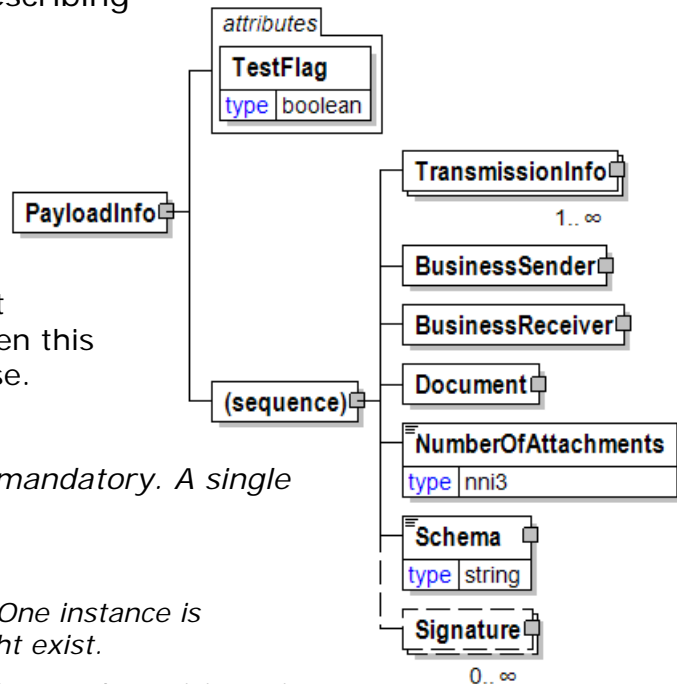 escribing
attributes
TestFlag
type boolean
TransmissionInfo
1.. ∞
PayloadInfo
BusinessSender
BusinessReceiver
en this
se.
Document
(sequence)
NumberOfAttachments
type nni3
mandatory. A single
Schema
type string
One instance is
ht exist.
Signature
0.. ∞